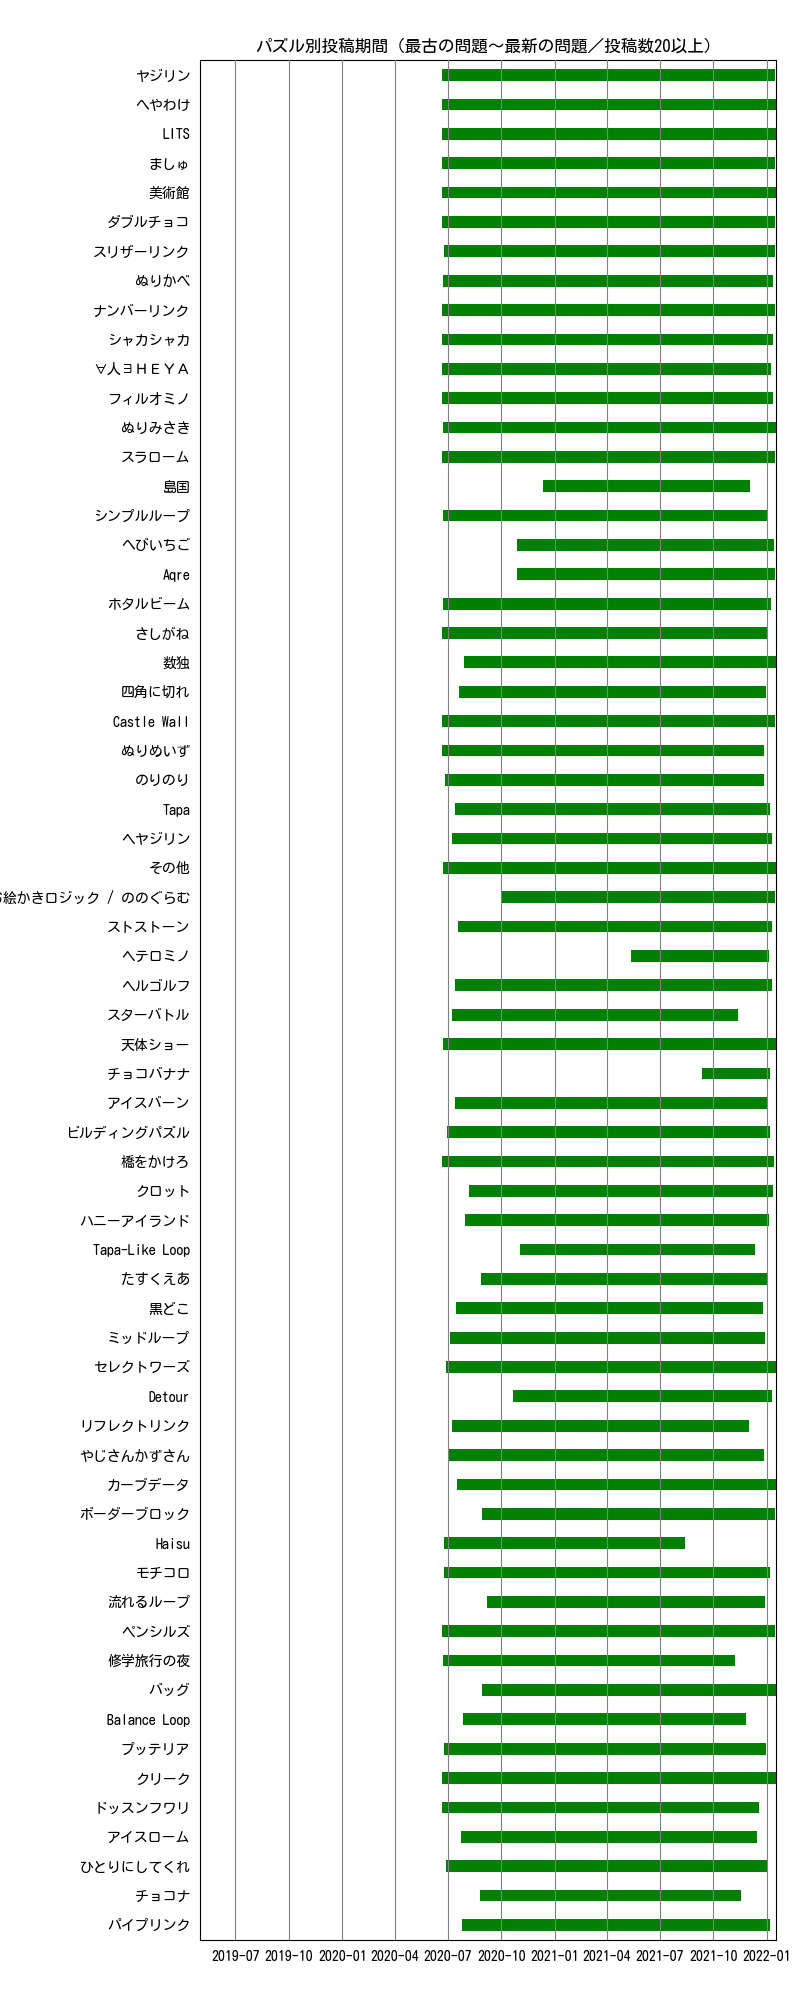 パズル別投稿期間（最古の問題～最新の問題／投稿数20以上）
ヤジリン
へやわけ
LITS
ましゅ
美術館
ダブルチョコ
スリザーリンク
ぬりかべ
ナンバーリンク
シャカシャカ
∀人∃ＨＥＹＡ
フィルオミノ
ぬりみさき
スラローム
島国
シンプルループ
へびいちご
Aqre
ホタルビーム
さしがね
数独
四角に切れ
Castle Wall
ぬりめいず
のりのり
Tapa
ヘヤジリン
その他
絵かきロジック / ののぐらむ
ストストーン
ヘテロミノ
ヘルゴルフ
スターバトル
天体ショー
チョコバナナ
アイスバーン
ビルディングパズル
橋をかけろ
クロット
ハニーアイランド
Tapa-Like Loop
たすくえあ
黒どこ
ミッドループ
セレクトワーズ
Detour
リフレクトリンク
やじさんかずさん
カーブデータ
ボーダーブロック
Haisu
モチコロ
流れるループ
ペンシルズ
修学旅行の夜
バッグ
Balance Loop
プッテリア
クリーク
ドッスンフワリ
アイスローム
ひとりにしてくれ
チョコナ
パイプリンク
2019-07 2019-10 2020-01 2020-04 2020-07 2020-10 2021-01 2021-04 2021-07 2021-10 2022-01